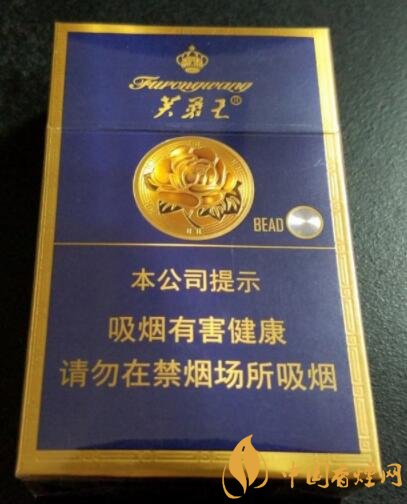 Furongwang
芙蓉王®
BEAD
本公司提示
吸烟有害健康
请勿在禁烟场所吸烟
中国香烟网